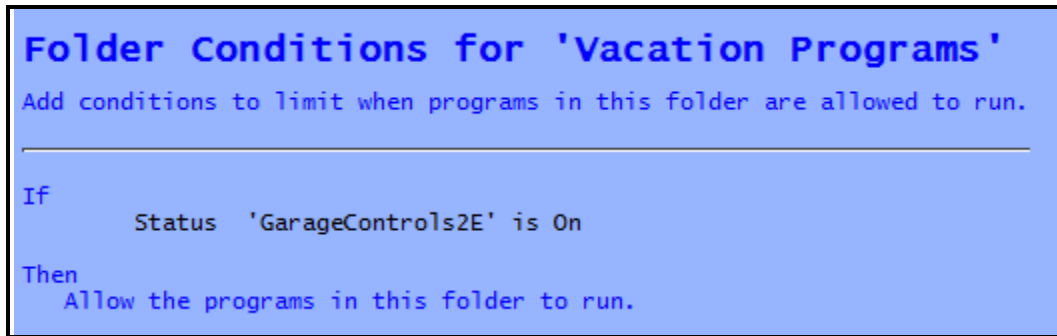 Folder Conditions for 'Vacation Programs'
Add conditions to limit when programs in this folder are allowed to run.
If
Status 'GarageControls2E' is On
Then
Allow the programs in this folder to run.